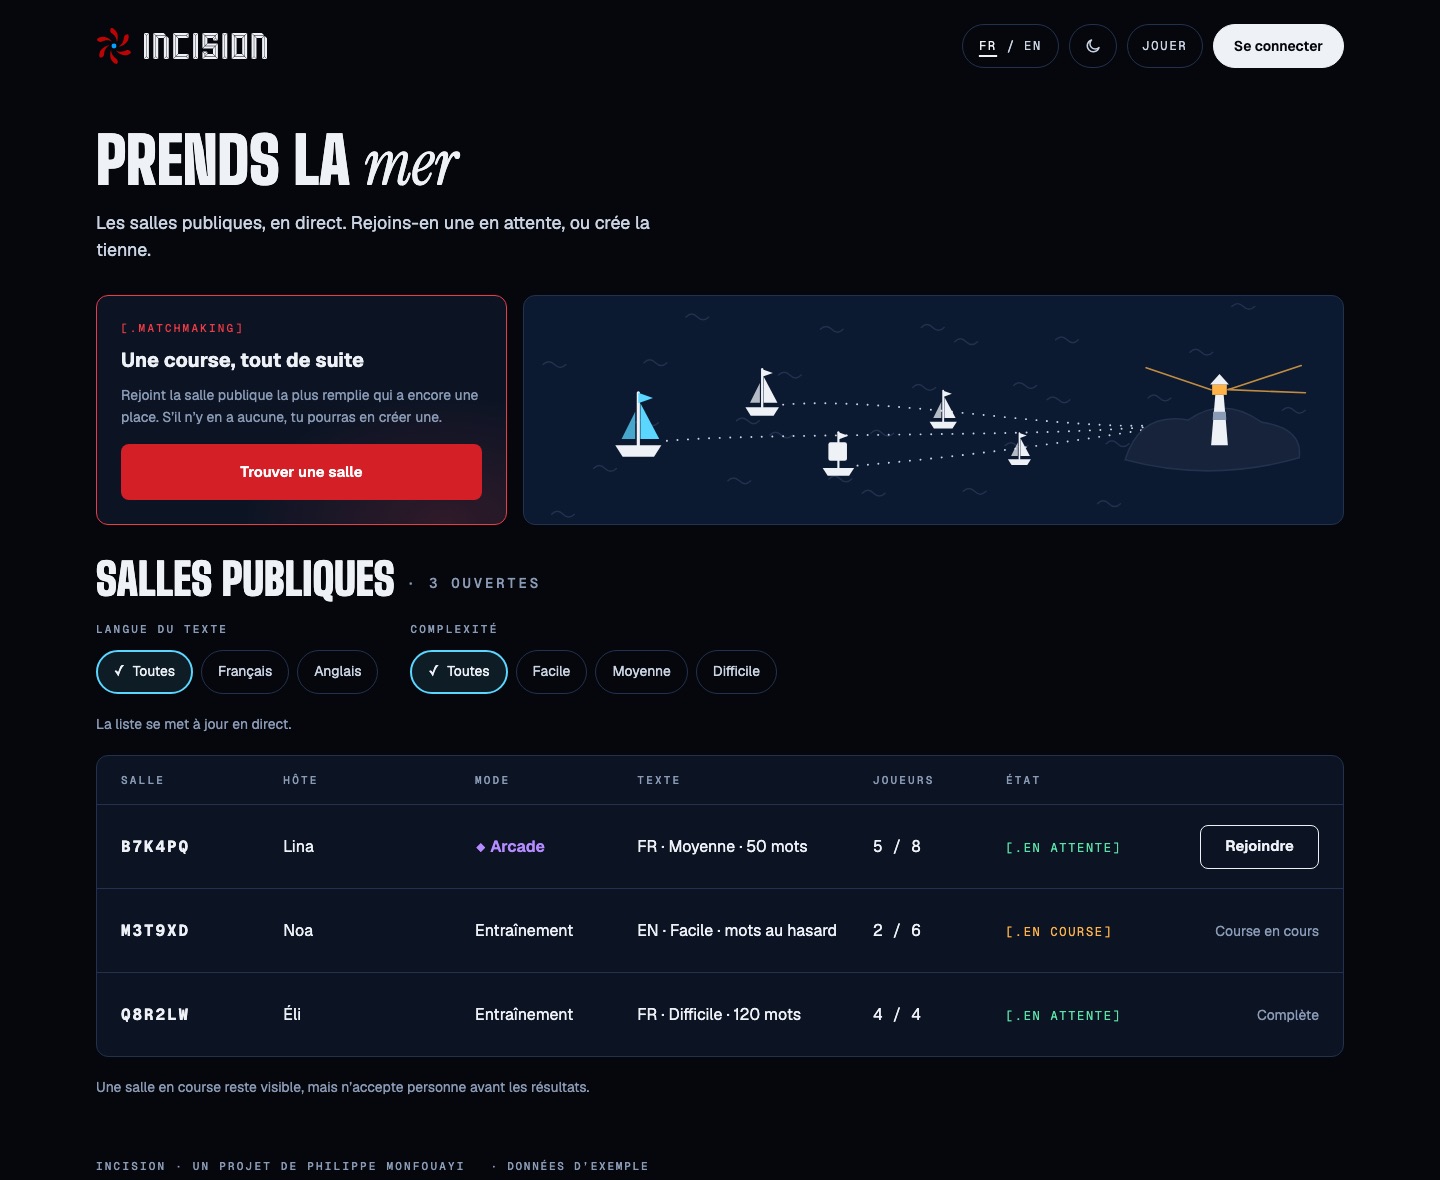 INCISION
FR / EN
JOUER
Se connecter
PRENDS LA mer
Les salles publiques, en direct. Rejoins-en une en attente, ou crée la
tienne.
[.MATCHMAKING]
Une course, tout de suite
Rejoint la salle publique la plus remplie qui a encore une
place. S’il n’y en a aucune, tu pourras en créer une.
Trouver une salle
SALLES PUBLIQUES · 3 OUVERTES
LANGUE DU TEXTE
✓ Toutes
Français
Anglais
COMPLEXITÉ
✓ Toutes
Facile
Moyenne
Difficile
La liste se met à jour en direct.
SALLE HÔTE MODE TEXTE JOUEURS ÉTAT
B7K4PQ Lina ◆ Arcade FR · Moyenne · 50 mots 5 / 8 [.EN ATTENTE] Rejoindre
M3T9XD Noa Entraînement EN · Facile · mots au hasard 2 / 6 [.EN COURSE] Course en cours
Q8R2LW Éli Entraînement FR · Difficile · 120 mots 4 / 4 [.EN ATTENTE] Complète
Une salle en course reste visible, mais n’accepte personne avant les résultats.
INCISION · UN PROJET DE PHILIPPE MONFOUAYI · DONNÉES D’EXEMPLE